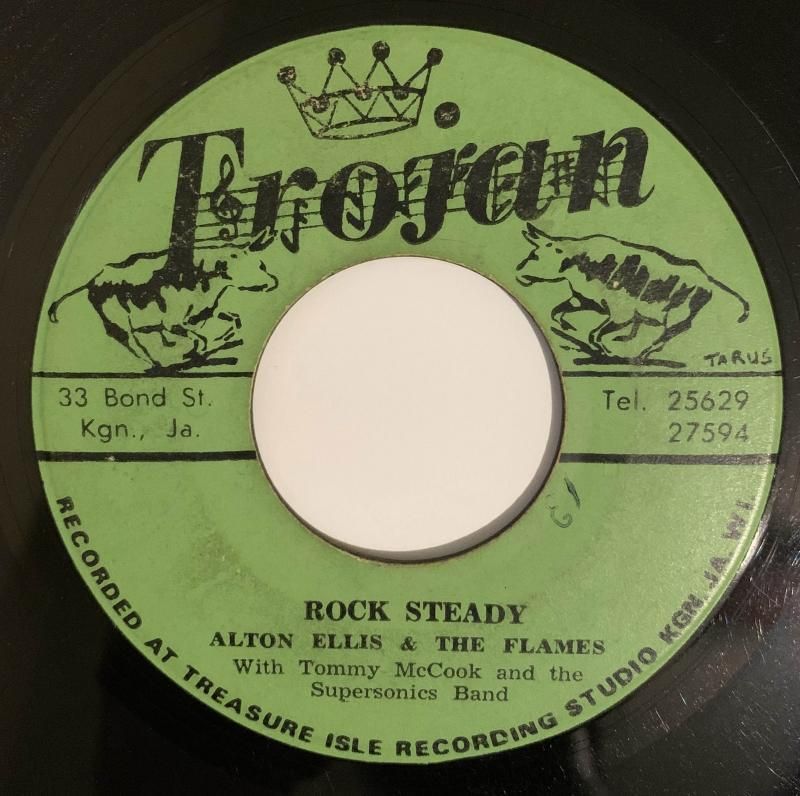 Trojan
TARUS
33 Bond St.
Kgn., Ja.
Tel. 25629
27594
ROCK STEADY
ALTON ELLIS & THE FLAMES
With Tommy McCook and the
Supersonics Band
RECORDED AT TREASURE ISLE RECORDING STUDIO KGN. JA W.I.